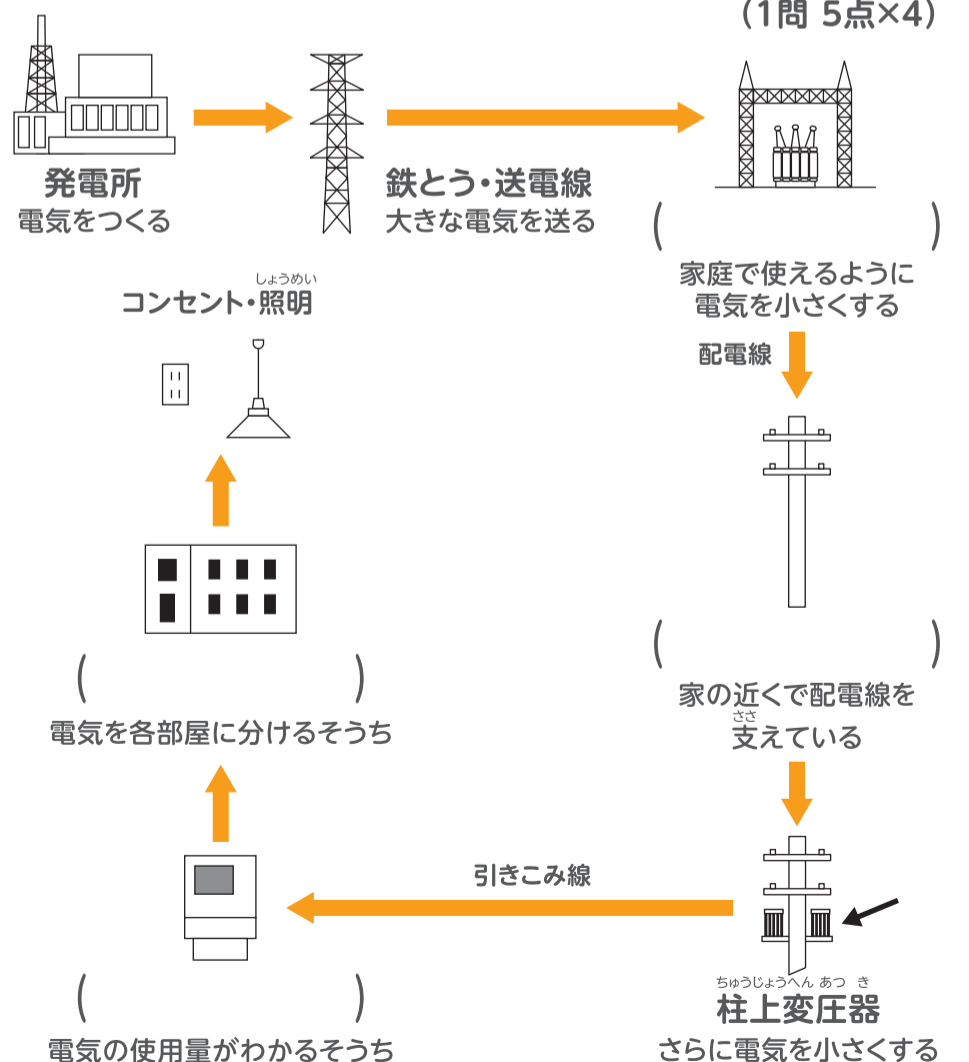 (1問 5点×4)
発電所
電気をつくる
鉄とう・送電線
大きな電気を送る
(　　　)
家庭で使えるように
電気を小さくする
配電線
(　　　)
家の近くで配電線を
ささ
支えている
ちゅうじょうへん あつ き
柱上変圧器
さらに電気を小さくする
引きこみ線
(　　　)
電気の使用量がわかるそうち
(　　　)
電気を各部屋に分けるそうち
しょうめい
コンセント・照明